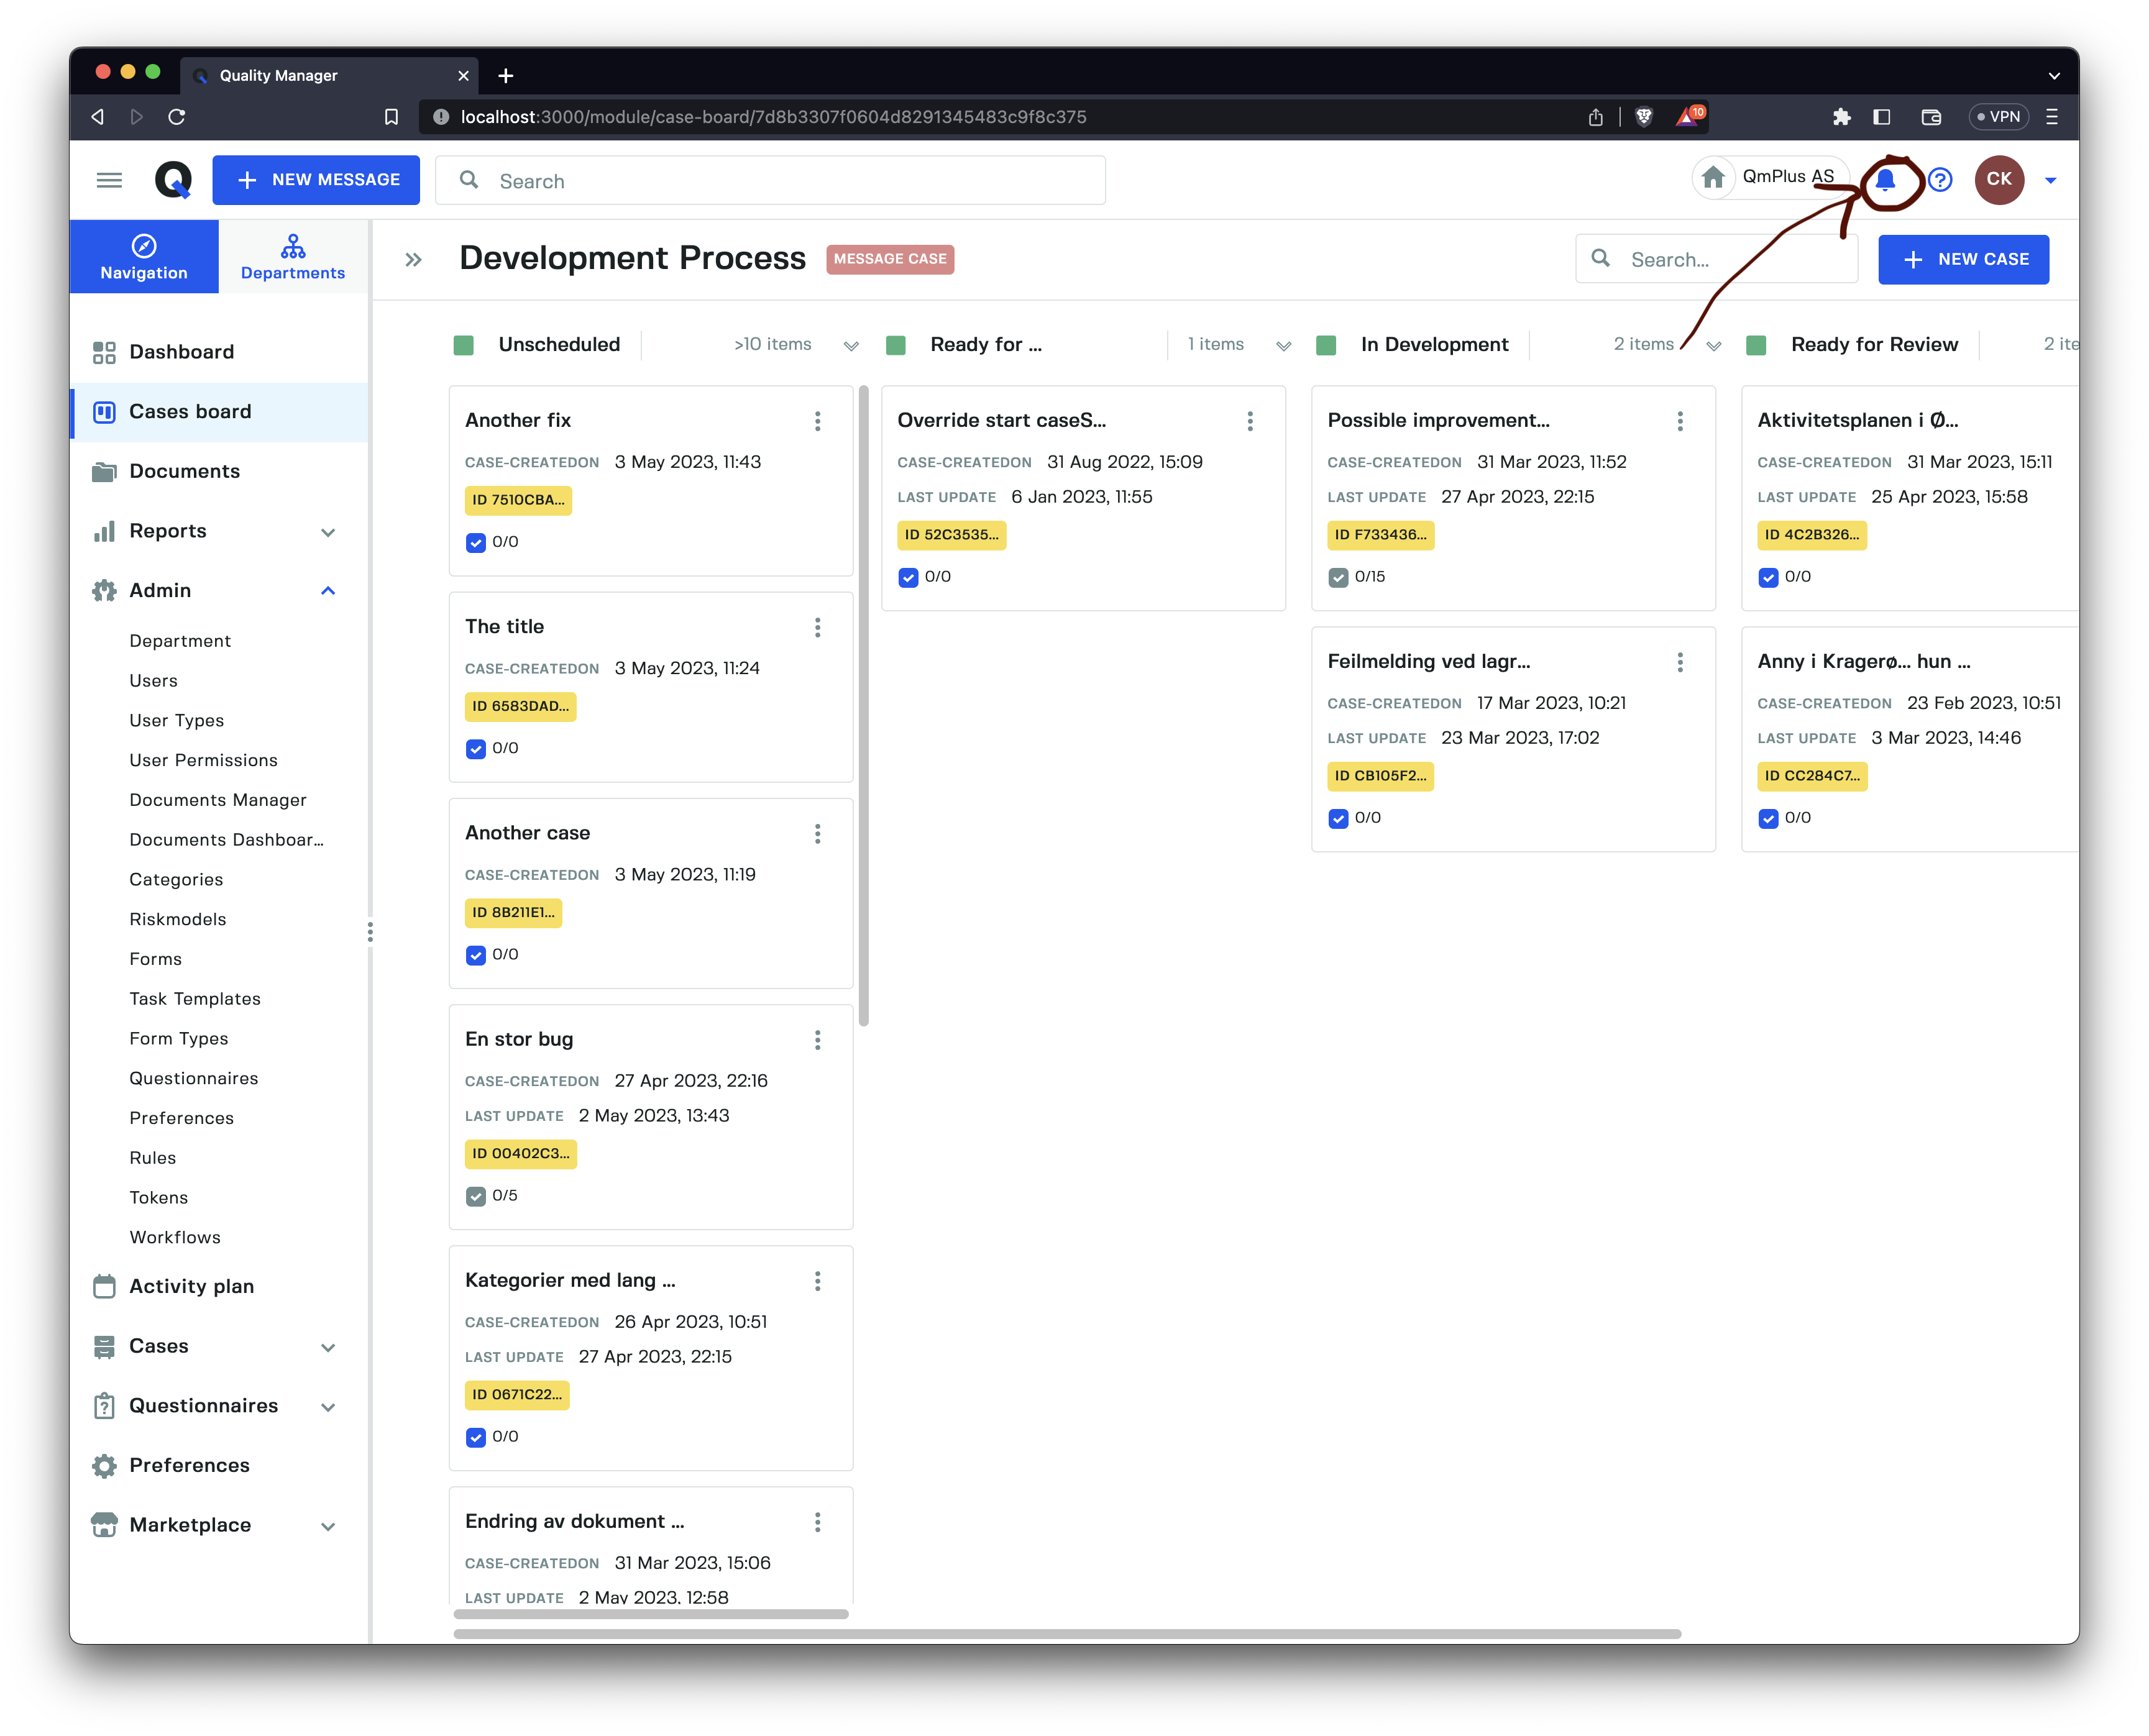 Quality Manager
localhost:3000/module/case-board/7d8b3307f0604d8291345483c9f8c375
10
VPN
NEW MESSAGE
Search
QmPlus AS
?
CK
Navigation
Departments
Development Process
MESSAGE CASE
Search...
NEW CASE
Dashboard
Cases board
Documents
Reports
Admin
Department
Users
User Types
User Permissions
Documents Manager
Documents Dashboar...
Categories
Riskmodels
Forms
Task Templates
Form Types
Questionnaires
Preferences
Rules
Tokens
Workflows
Activity plan
Cases
Questionnaires
Preferences
Marketplace
Unscheduled >10 items
Another fix
CASE-CREATEDON 3 May 2023, 11:43
ID 7510CBA...
0/0
The title
CASE-CREATEDON 3 May 2023, 11:24
ID 6583DAD...
0/0
Another case
CASE-CREATEDON 3 May 2023, 11:19
ID 8B211E1...
0/0
En stor bug
CASE-CREATEDON 27 Apr 2023, 22:16
LAST UPDATE 2 May 2023, 13:43
ID 00402C3...
0/5
Kategorier med lang ...
CASE-CREATEDON 26 Apr 2023, 10:51
LAST UPDATE 27 Apr 2023, 22:15
ID 0671C22...
0/0
Endring av dokument ...
CASE-CREATEDON 31 Mar 2023, 15:06
LAST UPDATE 2 May 2023, 12:58
Ready for ... 1 items
Override start caseS...
CASE-CREATEDON 31 Aug 2022, 15:09
LAST UPDATE 6 Jan 2023, 11:55
ID 52C3535...
0/0
In Development 2 items
Possible improvement...
CASE-CREATEDON 31 Mar 2023, 11:52
LAST UPDATE 27 Apr 2023, 22:15
ID F733436...
0/15
Feilmelding ved lagr...
CASE-CREATEDON 17 Mar 2023, 10:21
LAST UPDATE 23 Mar 2023, 17:02
ID CB105F2...
0/0
Ready for Review 2 ite
Aktivitetsplanen i Ø...
CASE-CREATEDON 31 Mar 2023, 15:11
LAST UPDATE 25 Apr 2023, 15:58
ID 4C2B326...
0/0
Anny i Kragerø... hun ...
CASE-CREATEDON 23 Feb 2023, 10:51
LAST UPDATE 3 Mar 2023, 14:46
ID CC284C7...
0/0